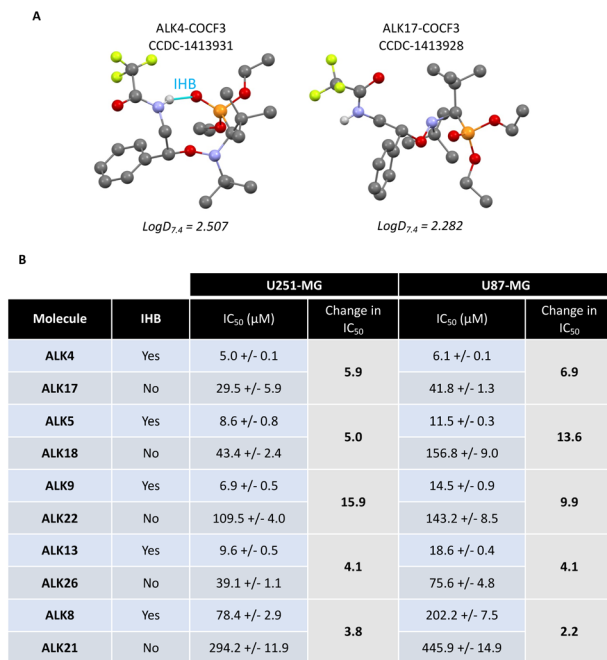 A
ALK4-COCF3
CCDC-1413931
ALK17-COCF3
CCDC-1413928
IHB
LogD7.4 = 2.507
LogD7.4 = 2.282
B
U251-MG U87-MG
Molecule IHB IC50 (µM) Change in IC50 IC50 (µM) Change in IC50
ALK4 Yes 5.0 +/- 0.1 5.9 6.1 +/- 0.1 6.9
ALK17 No 29.5 +/- 5.9 41.8 +/- 1.3
ALK5 Yes 8.6 +/- 0.8 5.0 11.5 +/- 0.3 13.6
ALK18 No 43.4 +/- 2.4 156.8 +/- 9.0
ALK9 Yes 6.9 +/- 0.5 15.9 14.5 +/- 0.9 9.9
ALK22 No 109.5 +/- 4.0 143.2 +/- 8.5
ALK13 Yes 9.6 +/- 0.5 4.1 18.6 +/- 0.4 4.1
ALK26 No 39.1 +/- 1.1 75.6 +/- 4.8
ALK8 Yes 78.4 +/- 2.9 3.8 202.2 +/- 7.5 2.2
ALK21 No 294.2 +/- 11.9 445.9 +/- 14.9